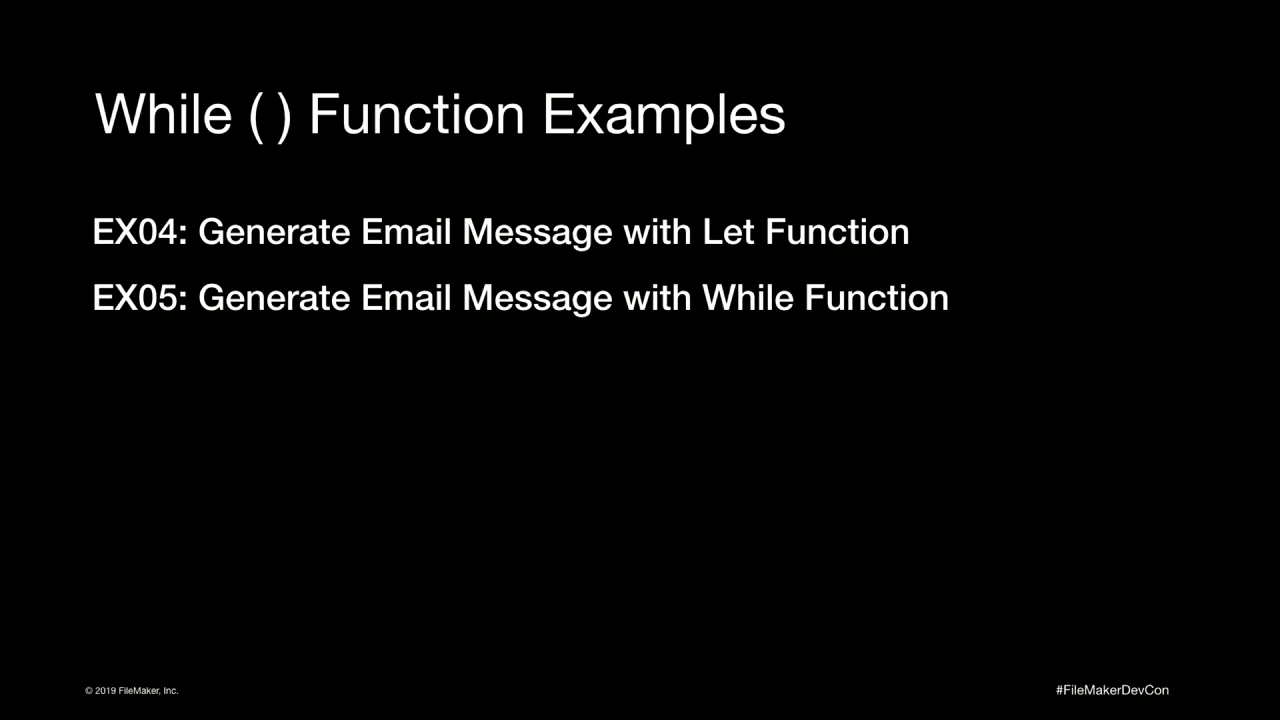 While ( ) Function Examples
EX04: Generate Email Message with Let Function
EX05: Generate Email Message with While Function
© 2019 FileMaker, Inc.
#FileMakerDevCon